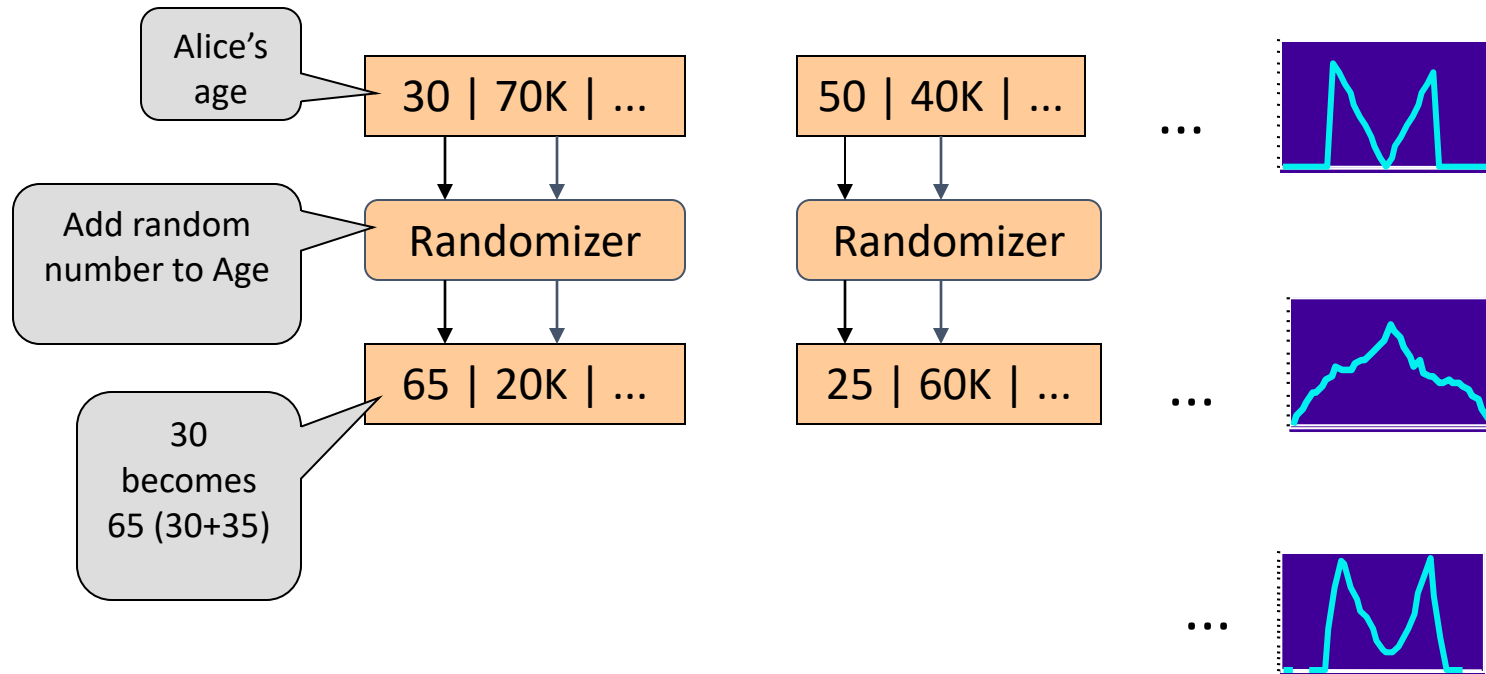 Alice’s
age
30 | 70K | ...
50 | 40K | ...
...
Add random
number to Age
Randomizer
Randomizer
65 | 20K | ...
25 | 60K | ...
...
30
becomes
65 (30+35)
...